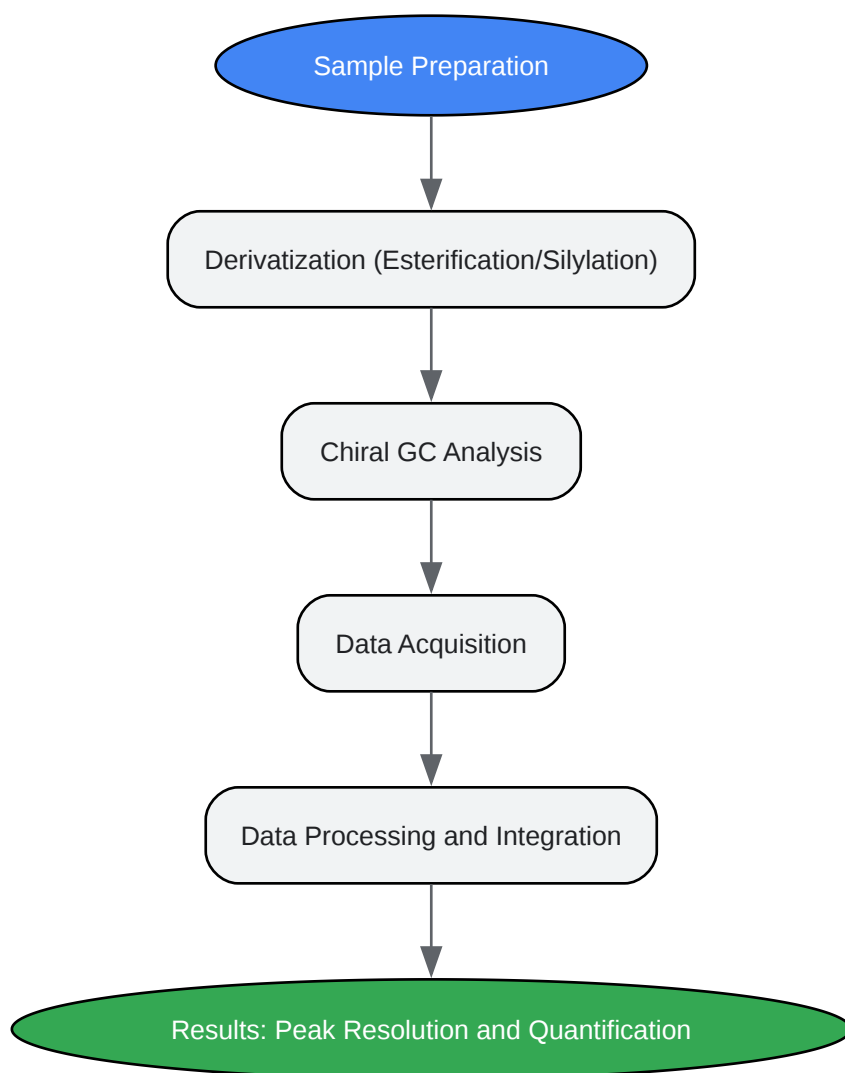 Sample Preparation
Derivatization (Esterification/Silylation)
Chiral GC Analysis
Data Acquisition
Data Processing and Integration
Results: Peak Resolution and Quantification